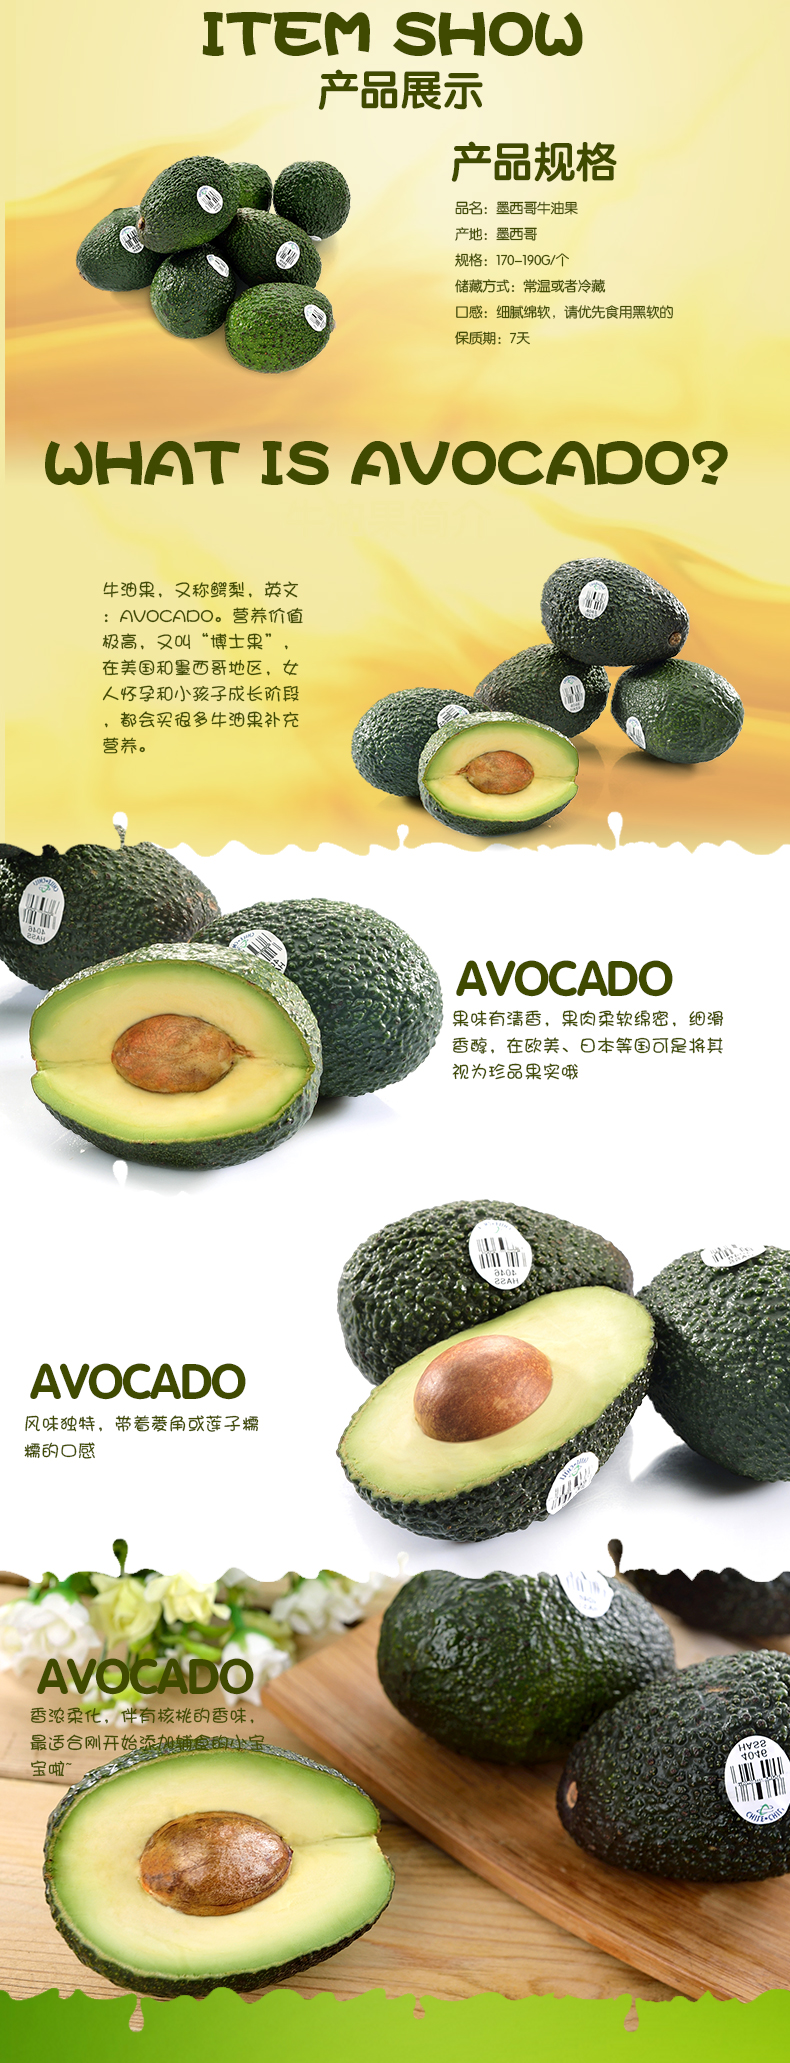 ITEM SHOW
产品展示
产品规格
品名：墨西哥牛油果
产地：墨西哥
规格：170-190G/个
储藏方式：常温或者冷藏
口感：细腻绵软，请优先食用黑软的
保质期：7天
WHAT IS AVOCADO?
牛油果，又称鳄梨，英文
：AVOCADO。营养价值
极高，又叫“博士果”，
在美国和墨西哥地区，女
人怀孕和小孩子成长阶段
，都会买很多牛油果补充
营养。
4046
HASS
AVOCADO
果味有清香，果肉柔软绵密，细滑
香醇，在欧美、日本等国可是将其
视为珍品果实哦
4046
HASS
AVOCADO
风味独特，带着菱角或莲子糯
糯的口感
AVOCADO
香浓柔化，伴有核桃的香味，
最适合刚开始添加辅食的小宝
宝啦~
HASS
4046